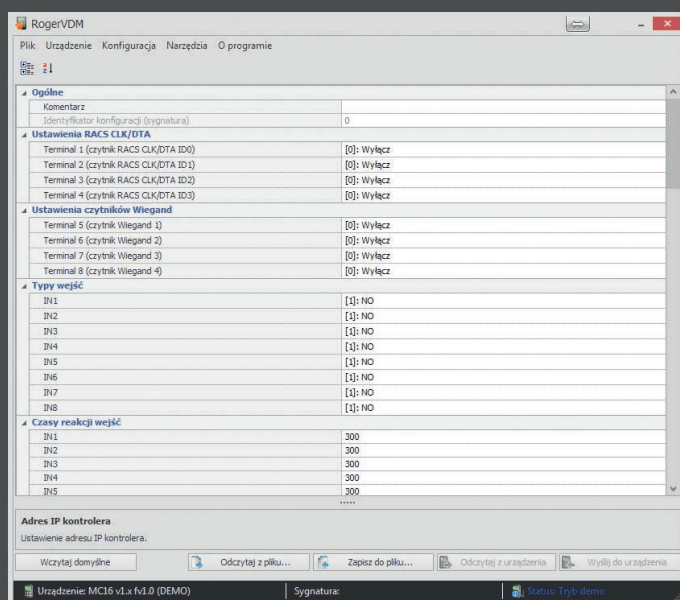 RogerVDM
Plik Urządzenie Konfiguracja Narzędzia O programie
Ogólne
Komentarz
Identyfikator konfiguracji (sygnatura) 0
Ustawienia RACS CLK/DTA
Terminal 1 (czytnik RACS CLK/DTA ID0) [0]: Wyłącz
Terminal 2 (czytnik RACS CLK/DTA ID1) [0]: Wyłącz
Terminal 3 (czytnik RACS CLK/DTA ID2) [0]: Wyłącz
Terminal 4 (czytnik RACS CLK/DTA ID3) [0]: Wyłącz
Ustawienia czytników Wiegand
Terminal 5 (czytnik Wiegand 1) [0]: Wyłącz
Terminal 6 (czytnik Wiegand 2) [0]: Wyłącz
Terminal 7 (czytnik Wiegand 3) [0]: Wyłącz
Terminal 8 (czytnik Wiegand 4) [0]: Wyłącz
Typy wejść
IN1 [1]: NO
IN2 [1]: NO
IN3 [1]: NO
IN4 [1]: NO
IN5 [1]: NO
IN6 [1]: NO
IN7 [1]: NO
IN8 [1]: NO
Czasy reakcji wejść
IN1 300
IN2 300
IN3 300
IN4 300
IN5 300
Adres IP kontrolera
Ustawienie adresu IP kontrolera.
Wczytaj domyślne Odczytaj z pliku... Zapisz do pliku... Odczytaj z urządzenia Wyślij do urządzenia
Urządzenie: MC16 v1.x fv1.0 (DEMO) Sygnatura: Status: Tryb demo